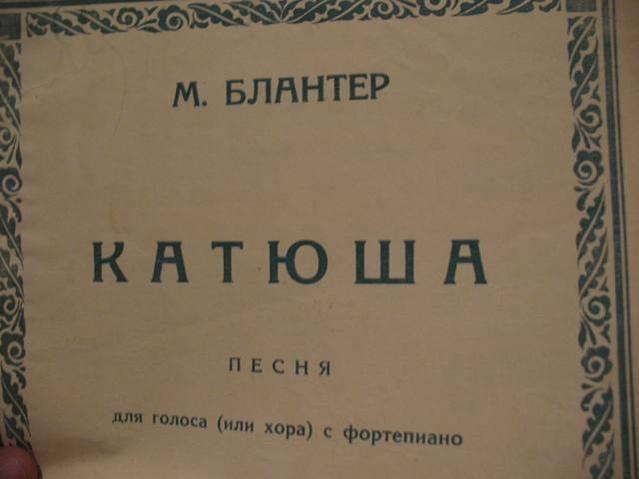 М. БЛАНТЕР
КАТЮША
ПЕСНЯ
для голоса (или хора) с фортепиано